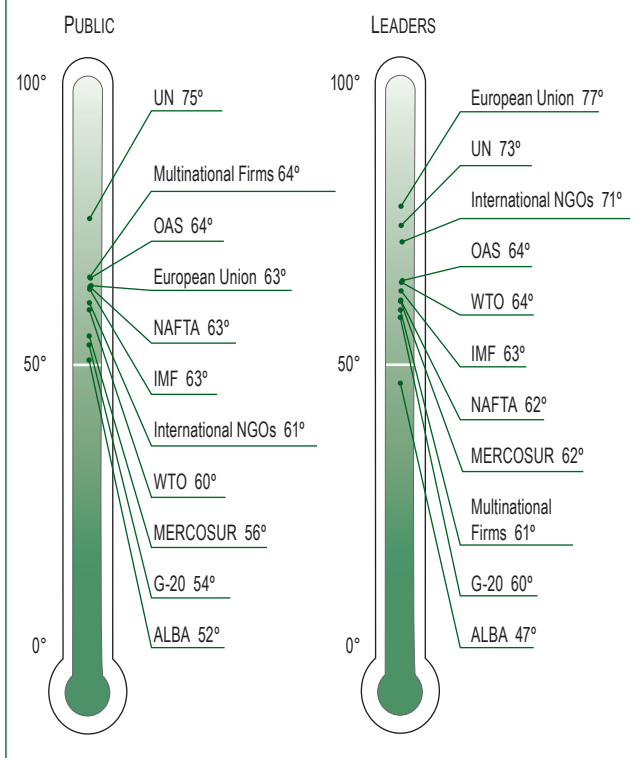 PUBLIC
100°
50°
0°
UN 75º
Multinational Firms 64º
OAS 64º
European Union 63º
NAFTA 63º
IMF 63º
International NGOs 61º
WTO 60º
MERCOSUR 56º
G-20 54º
ALBA 52º
LEADERS
100°
50°
0°
European Union 77º
UN 73º
International NGOs 71º
OAS 64º
WTO 64º
IMF 63º
NAFTA 62º
MERCOSUR 62º
Multinational
Firms 61º
G-20 60º
ALBA 47º